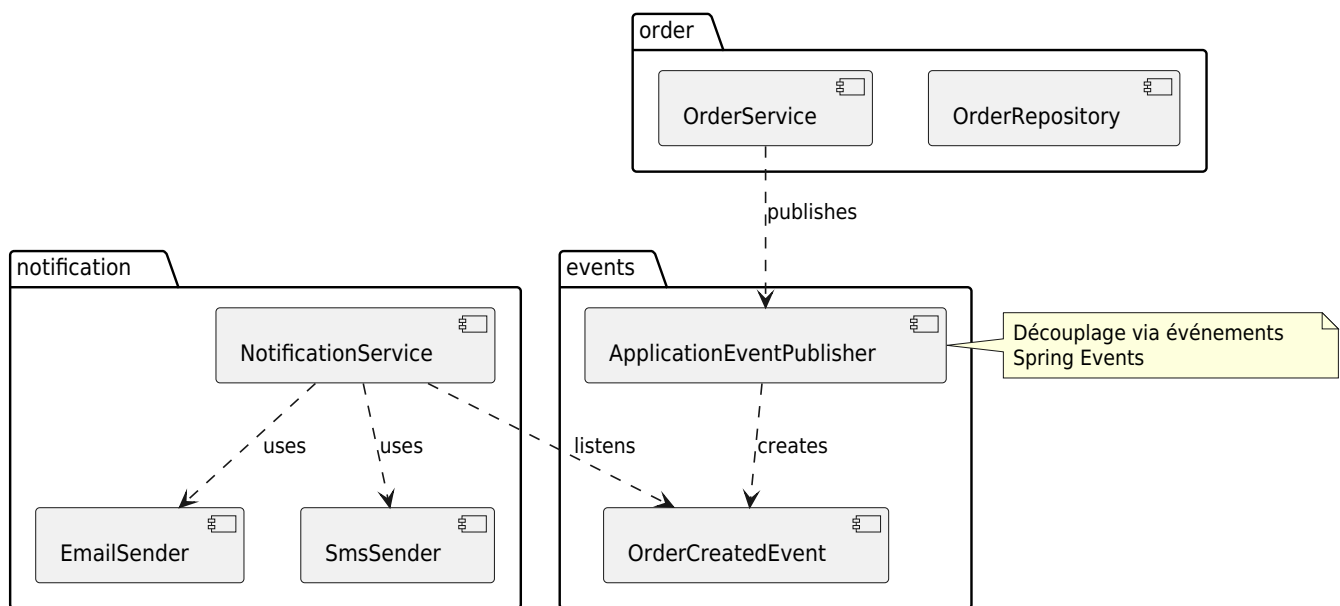 order
OrderService
OrderRepository
publishes
notification
events
NotificationService
ApplicationEventPublisher
Découplage via événements
Spring Events
uses
uses
listens
creates
EmailSender
SmsSender
OrderCreatedEvent